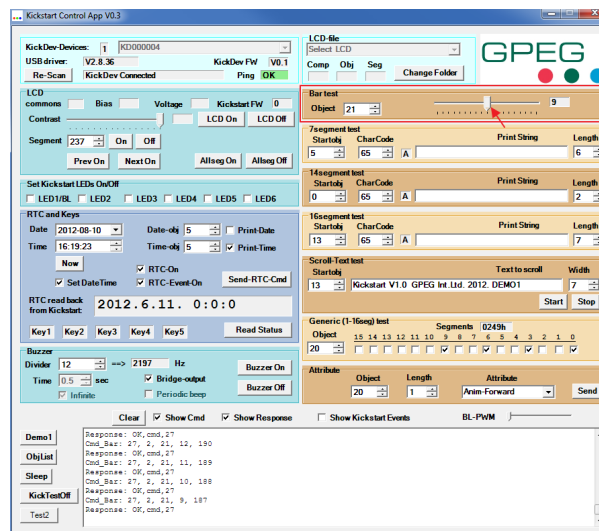 Kickstart Control App V0.3
KickDev-Devices: 1 KD000004
USB driver: V2.8.36 KickDev FW V0.1
Re-Scan KickDev Connected Ping OK
LCD-file
Select LCD
Comp Obj Seg
Change Folder
GPEG
LCD
commons Bias Voltage Kickstart FW 0
Contrast LCD On LCD Off
Segment 237 On Off
Prev On Next On Allseg On Allseg Off
Bar test
Object 21 9
7segment test
Startobj CharCode Print String Length
5 65 A 6
14segment test
Startobj CharCode Print String Length
0 65 A 2
16segment test
Startobj CharCode Print String Length
13 65 A 7
Set Kickstart LEDs On/Off
LED1/BL LED2 LED3 LED4 LED5 LED6
RTC and Keys
Date 2012-08-10 Date-obj 5 Print-Date
Time 16:19:23 Time-obj 5 Print-Time
Now RTC-On
Set DateTime RTC-Event-On Send-RTC-Cmd
RTC read back
from Kickstart: 2012.6.11. 0:0:0
Key1 Key2 Key3 Key4 Key5 Read Status
Scroll-Text test
Startobj Text to scroll Width
13 Kickstart V1.0 GPEG Int.Ltd. 2012. DEMO1 7
Start Stop
Generic (1-16seg) test
Object Segments 0249h
15 14 13 12 11 10 9 8 7 6 5 4 3 2 1 0
20
Buzzer
Divider 12 ==> 2197 Hz Buzzer On
Time 0.5 sec Bridge-output Buzzer Off
Infinite Periodic beep
Attribute
Object Length Attribute
20 1 Anim-Forward Send
Clear Show Cmd Show Response Show Kickstart Events BL-PWM
Demo1
ObjList
Sleep
KickTestOff
Test2
Response: OK,cmd,27
Cmd_Bar: 27, 2, 21, 12, 190
Response: OK,cmd,27
Cmd_Bar: 27, 2, 21, 11, 189
Response: OK,cmd,27
Cmd_Bar: 27, 2, 21, 10, 188
Response: OK,cmd,27
Cmd_Bar: 27, 2, 21, 9, 187
Response: OK,cmd,27